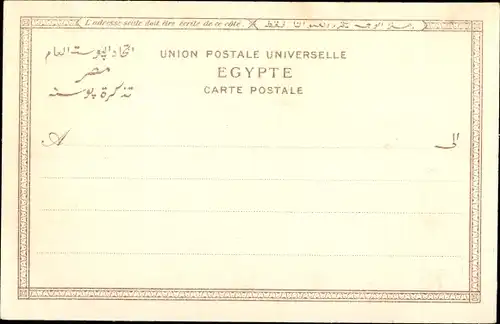 L'adresse seule doit être écrite de ce côté.
UNION POSTALE UNIVERSELLE
EGYPTE
CARTE POSTALE
اتحاد البوستة العام
مصر
تذكرة بوسته
A
الى